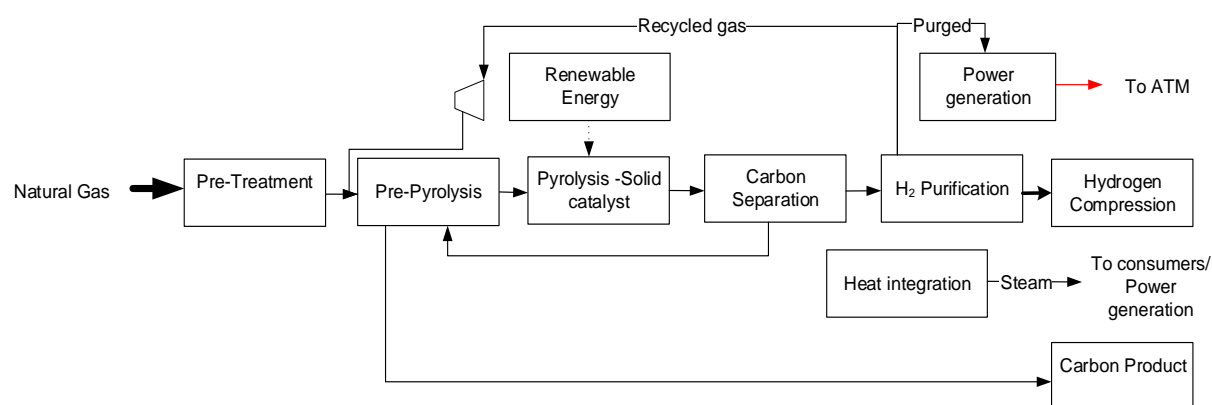 Recycled gas
Purged
Renewable
Energy
Power
generation
To ATM
Natural Gas
Pre-Treatment
Pre-Pyrolysis
Pyrolysis -Solid
catalyst
Carbon
Separation
H₂ Purification
Hydrogen
Compression
Heat integration
Steam
To consumers/
Power
generation
Carbon Product